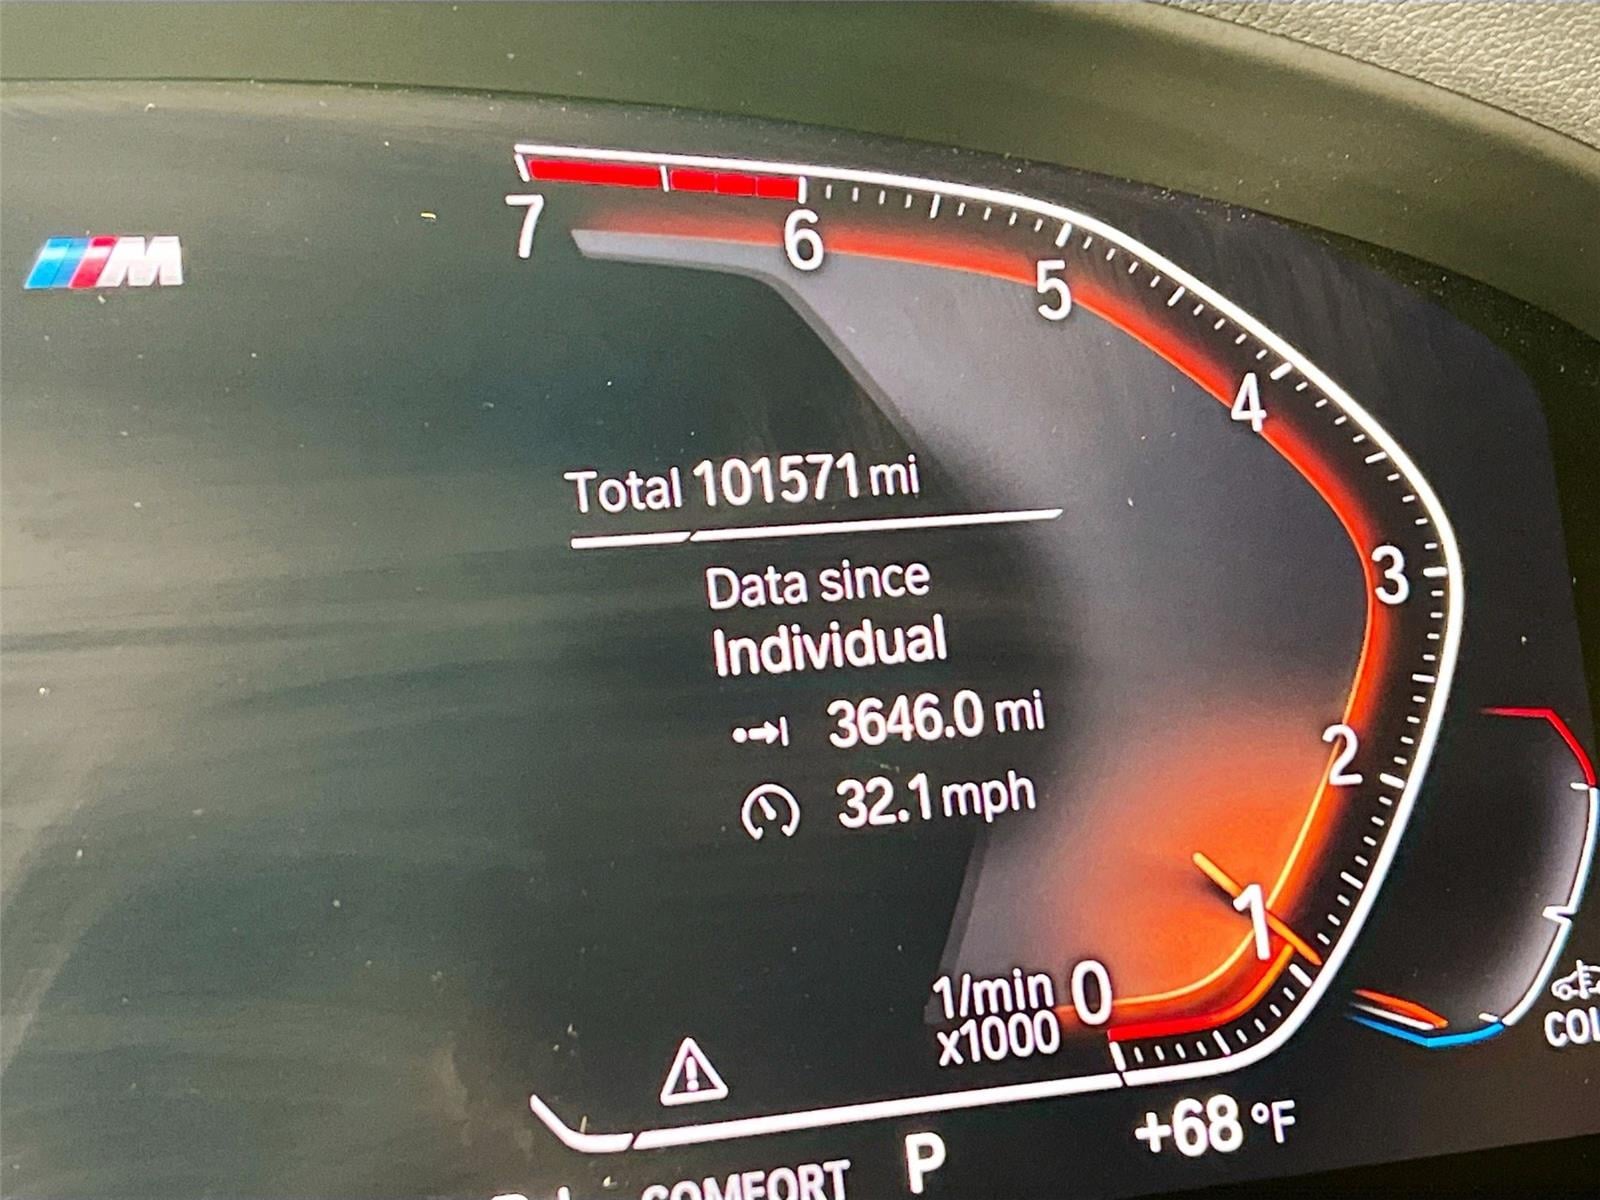 M
7
6
5
4
3
2
1
0
Total 101571 mi
Data since
Individual
3646.0 mi
32.1 mph
1/min
x1000
+68 °F
COMFORT
P